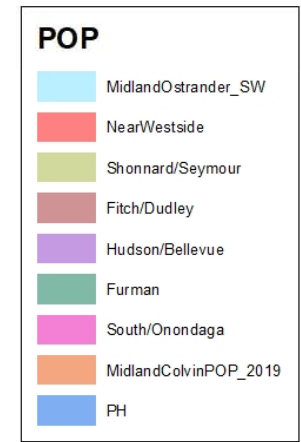 POP
MidlandOstrander_SW
NearWestside
Shonnard/Seymour
Fitch/Dudley
Hudson/Bellevue
Furman
South/Onondaga
MidlandColvinPOP_2019
PH